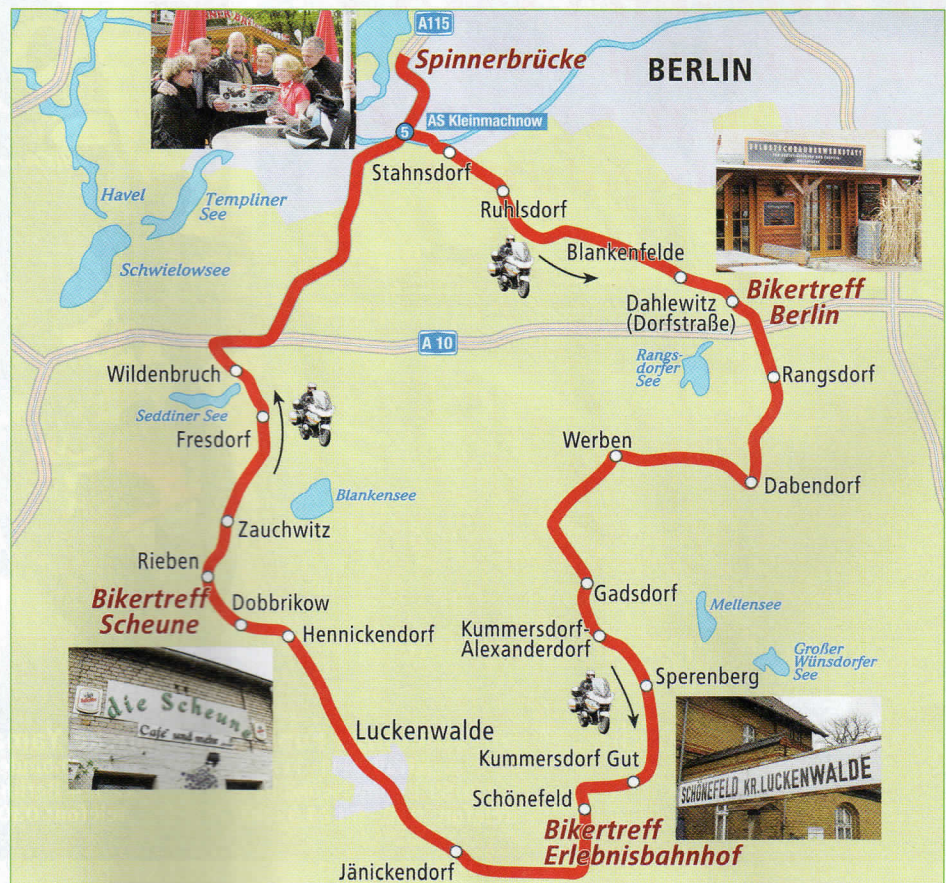 A115
Spinnerbrücke
BERLIN
AS Kleinmachnow
5
Stahnsdorf
Havel
Templiner
See
Ruhlsdorf
Schwielowsee
Blankenfelde
Dahlewitz
(Dorfstraße)
Bikertreff
Berlin
A 10
Rangs-
dorfer
See
Rangsdorf
Wildenbruch
Seddiner See
Fresdorf
Werben
Dabendorf
Blankensee
Zauchwitz
Rieben
Bikertreff
Scheune
Dobbrikow
Hennickendorf
Gadsdorf
Mellensee
Kummersdorf-
Alexanderdorf
Großer
Wünsdorfer
See
Sperenberg
die Scheune
Café und mehr
Luckenwalde
Kummersdorf Gut
SCHÖNEFELD KR. LUCKENWALDE
Schönefeld
Bikertreff
Erlebnisbahnhof
Jänickendorf